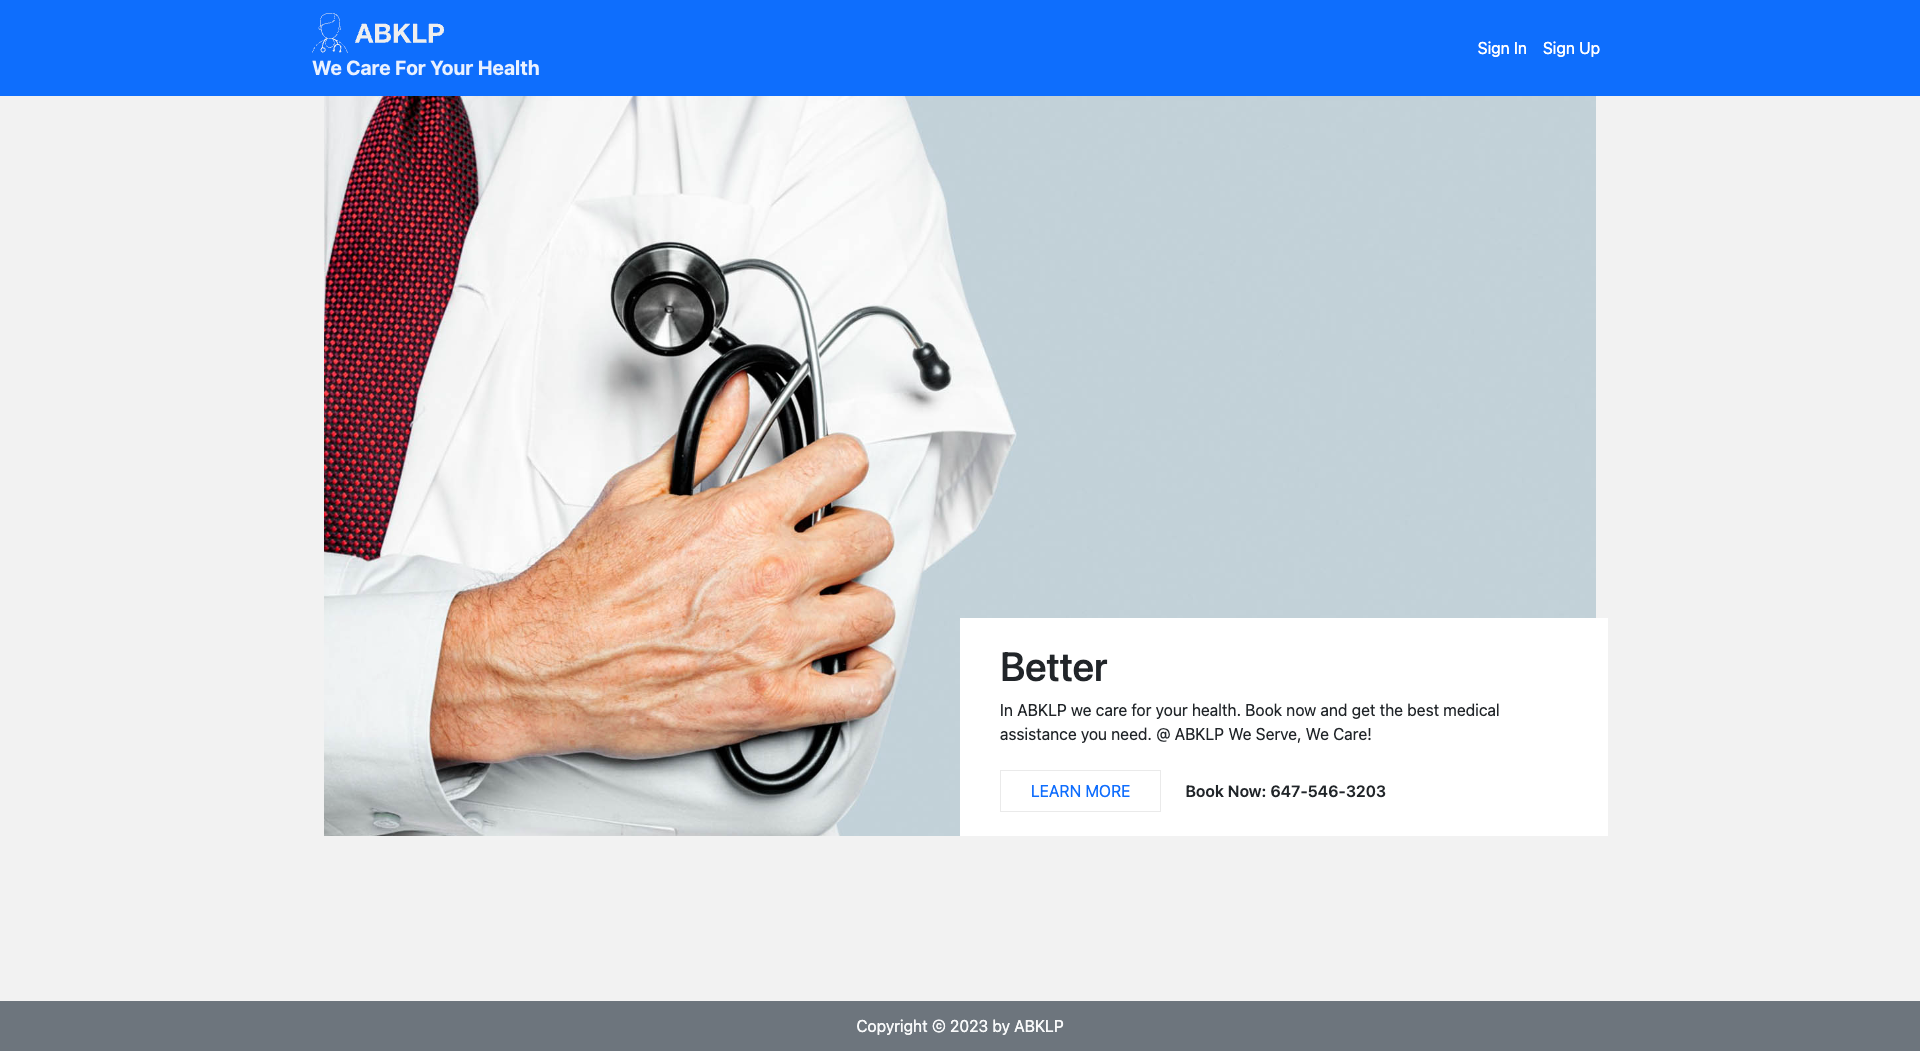 ABKLP
We Care For Your Health
Sign In
Sign Up
Better
In ABKLP we care for your health. Book now and get the best medical
assistance you need. @ ABKLP We Serve, We Care!
LEARN MORE
Book Now: 647-546-3203
Copyright © 2023 by ABKLP